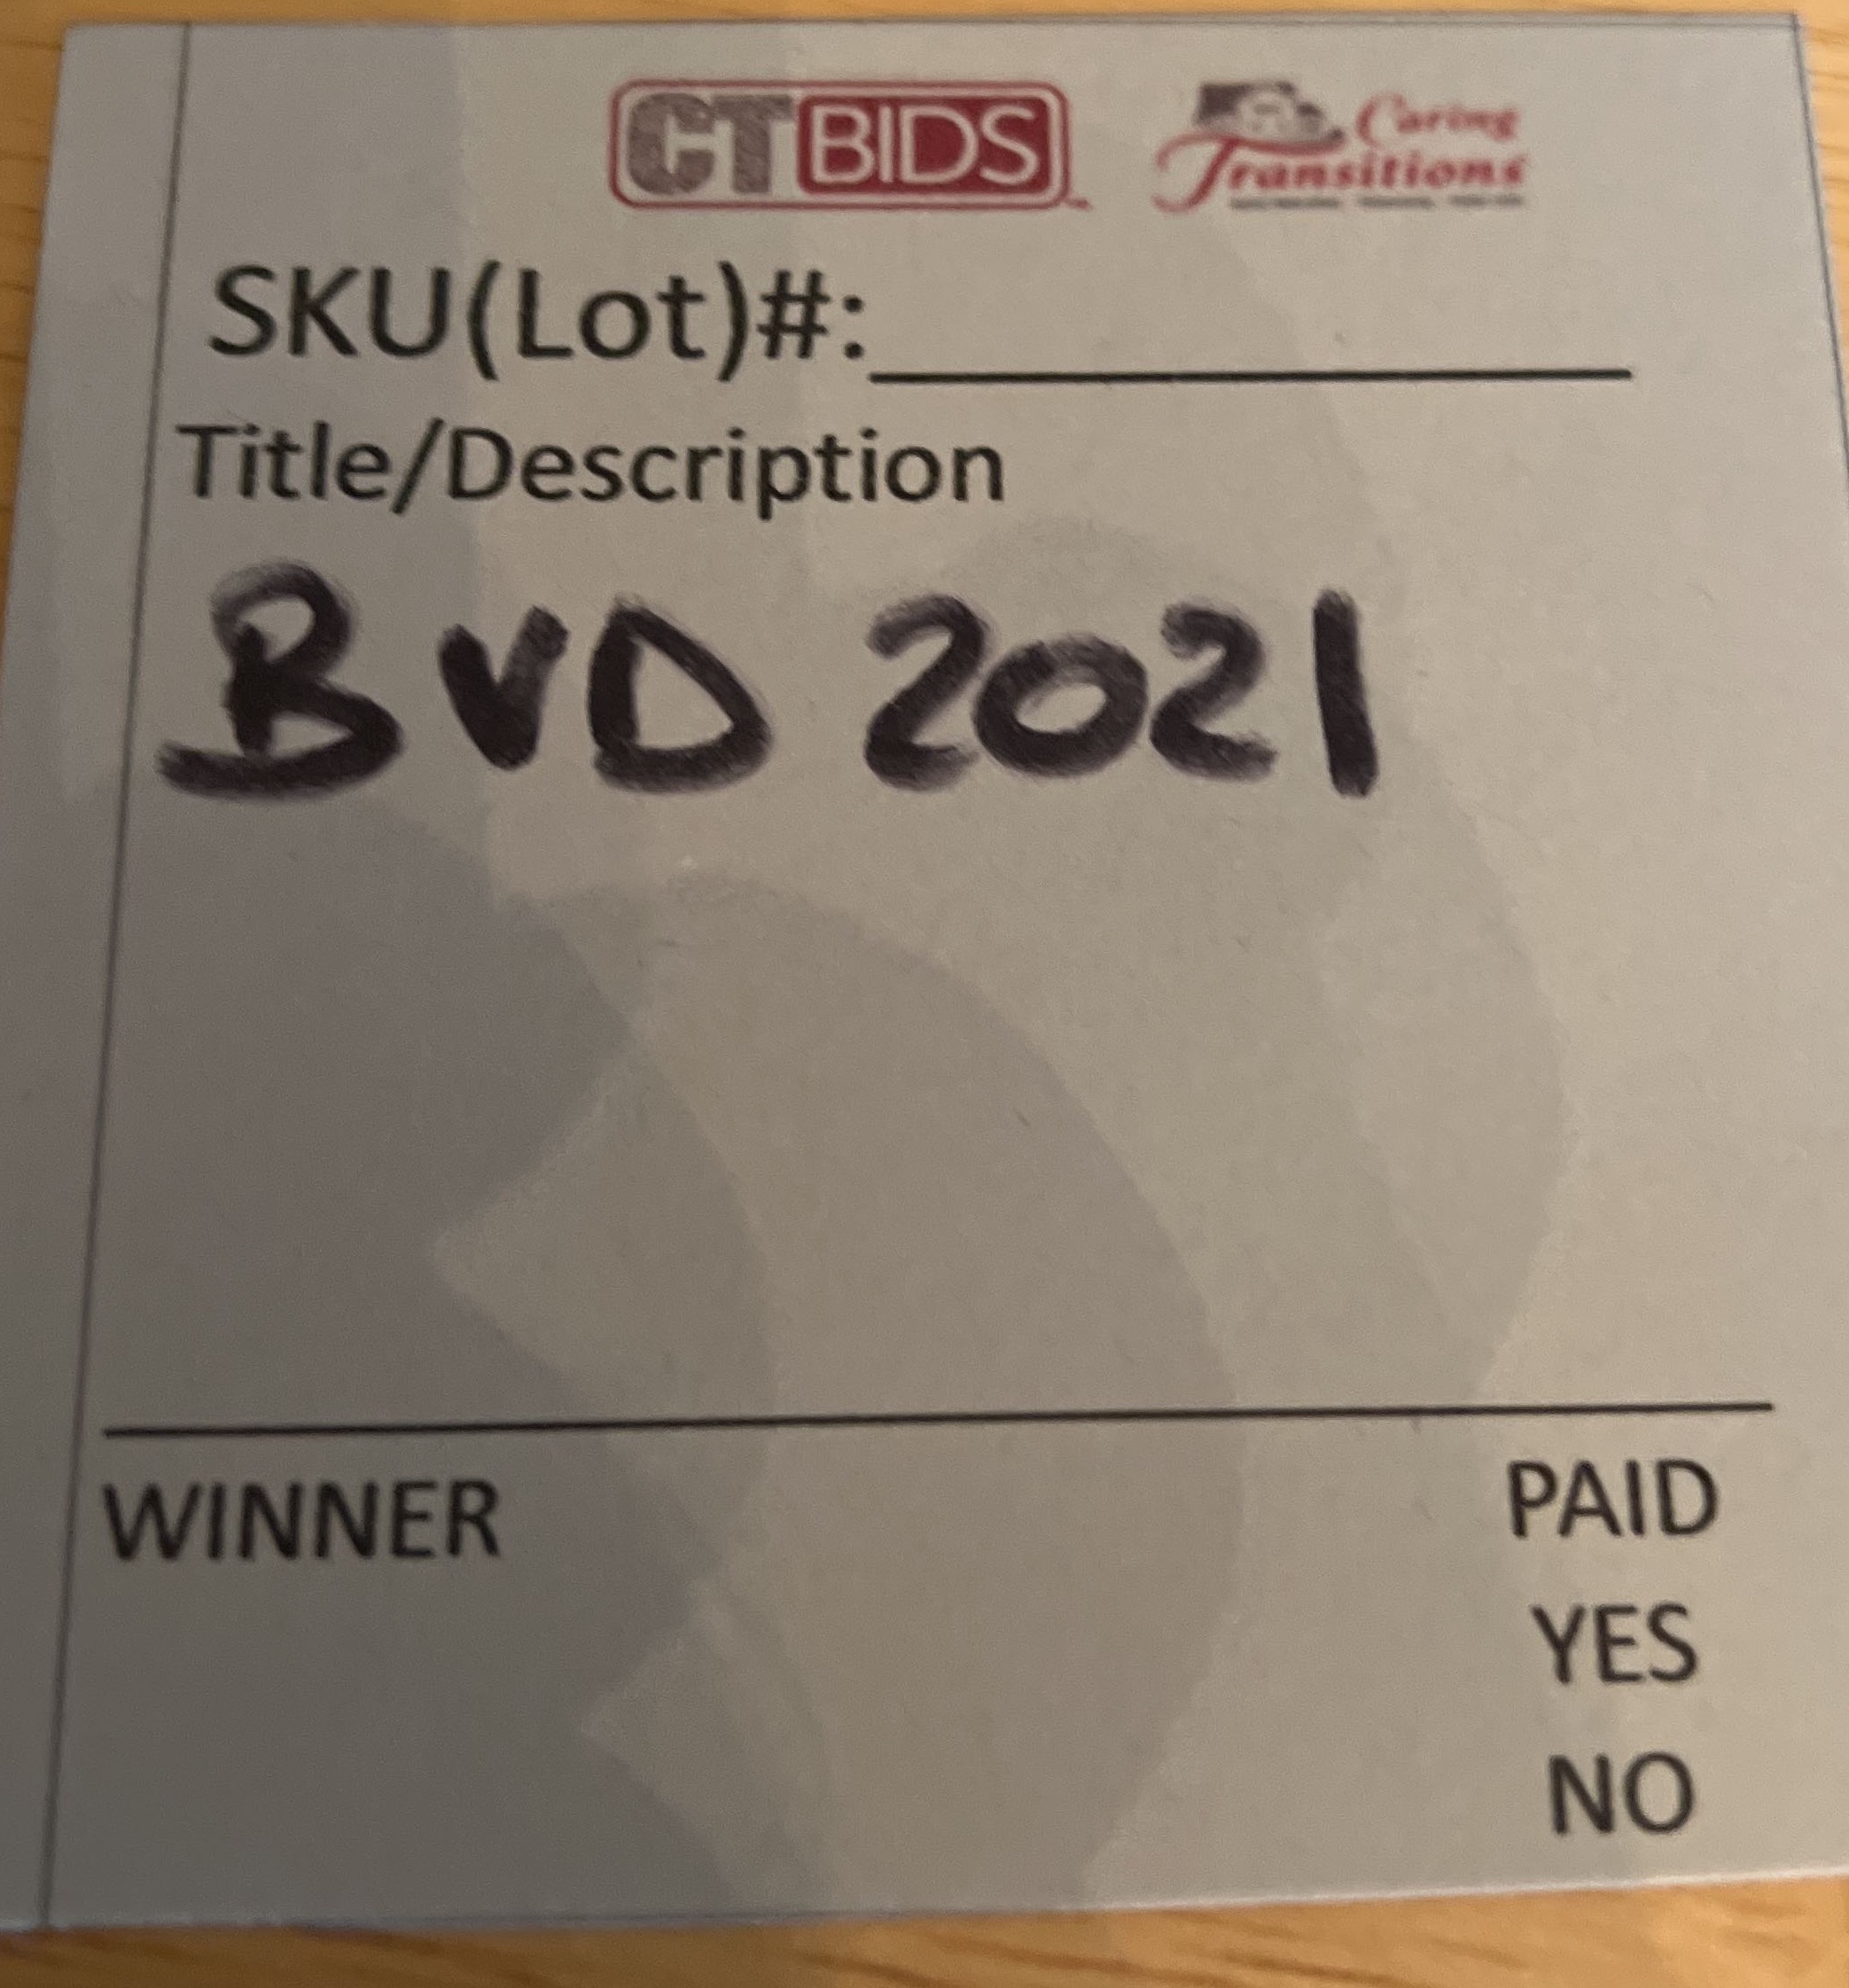 CTBIDS Caring
Transitions
SKU(Lot)#:
Title/Description
BVD 2021
WINNER PAID
YES
NO